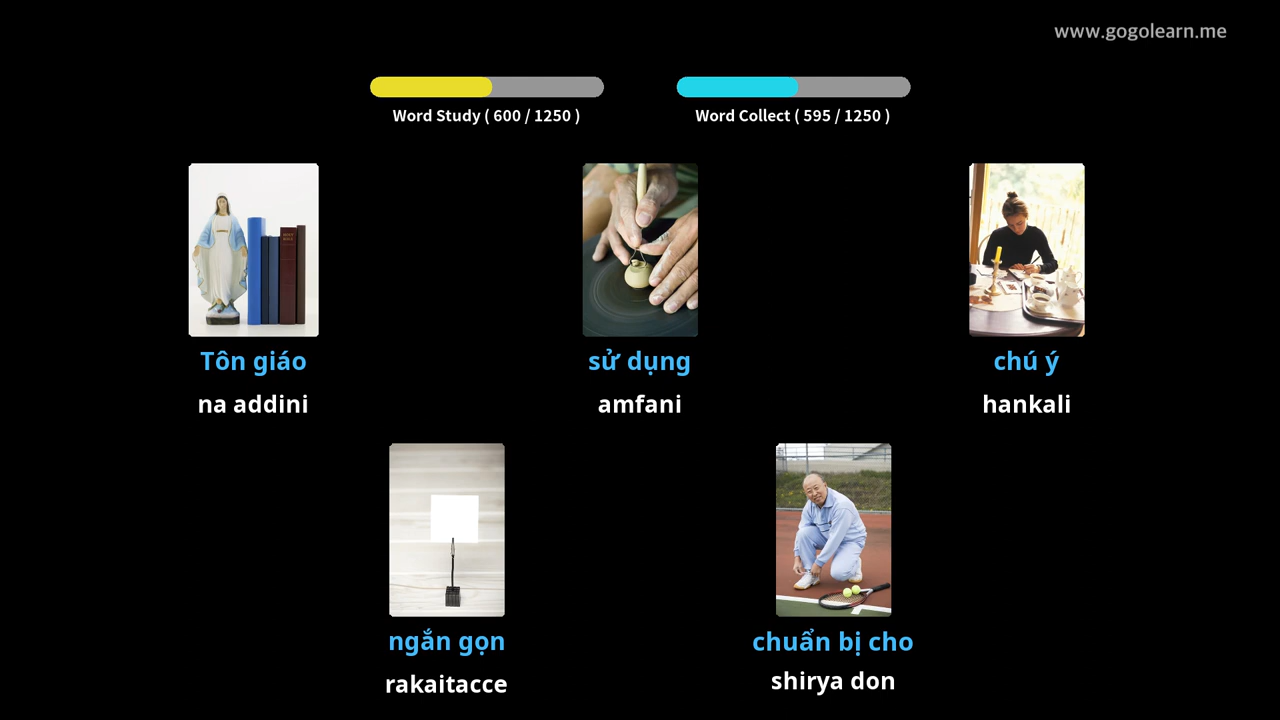 www.gogolearn.me
Word Study ( 600 / 1250 )
Word Collect ( 595 / 1250 )
Tôn giáo
na addini
sử dụng
amfani
chú ý
hankali
ngắn gọn
rakaitacce
chuẩn bị cho
shirya don